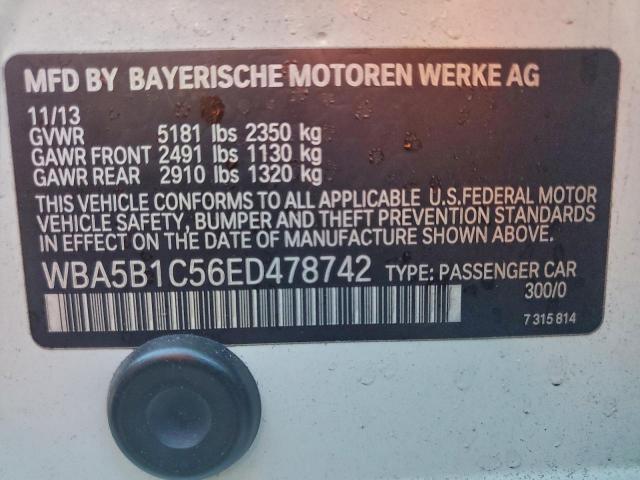 MFD BY BAYERISCHE MOTOREN WERKE AG
11/13
GVWR 5181 lbs 2350 kg
GAWR FRONT 2491 lbs 1130 kg
GAWR REAR 2910 lbs 1320 kg
THIS VEHICLE CONFORMS TO ALL APPLICABLE U.S.FEDERAL MOTOR
VEHICLE SAFETY, BUMPER AND THEFT PREVENTION STANDARDS
IN EFFECT ON THE DATE OF MANUFACTURE SHOWN ABOVE.
WBA5B1C56ED478742 TYPE: PASSENGER CAR
300/0
7 315 814